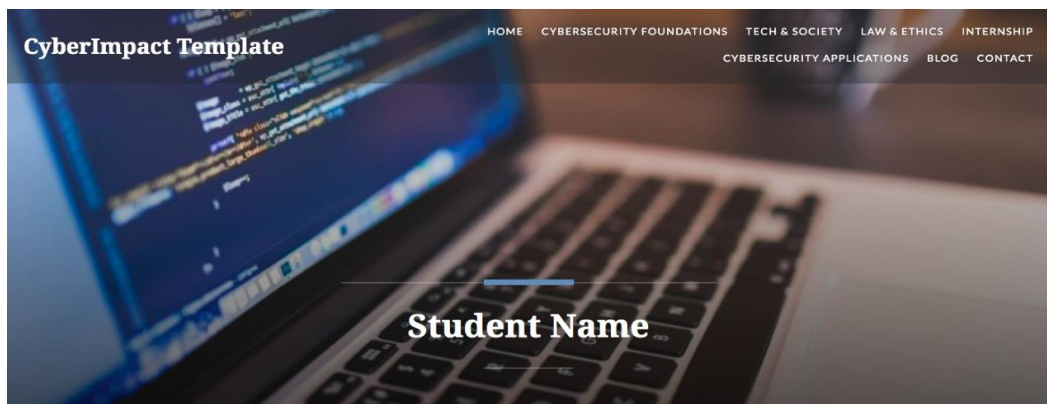 CyberImpact Template
HOME CYBERSECURITY FOUNDATIONS TECH & SOCIETY LAW & ETHICS INTERNSHIP
CYBERSECURITY APPLICATIONS BLOG CONTACT
Student Name